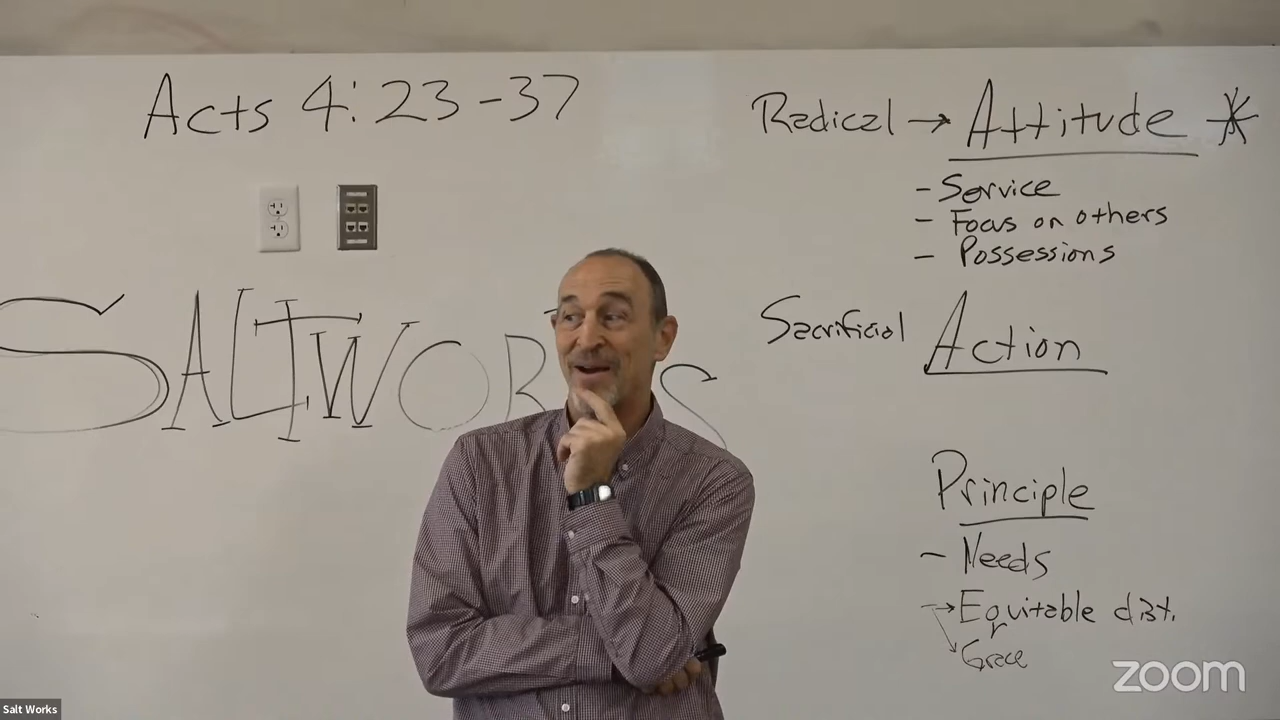 Acts 4:23-37
Radical → Attitude *
- Service
- Focus on others
- Possessions
SALTWORKS
Sacrificial Action
Principle
- Needs
→ Equitable dist.
Grace
zoom
Salt Works